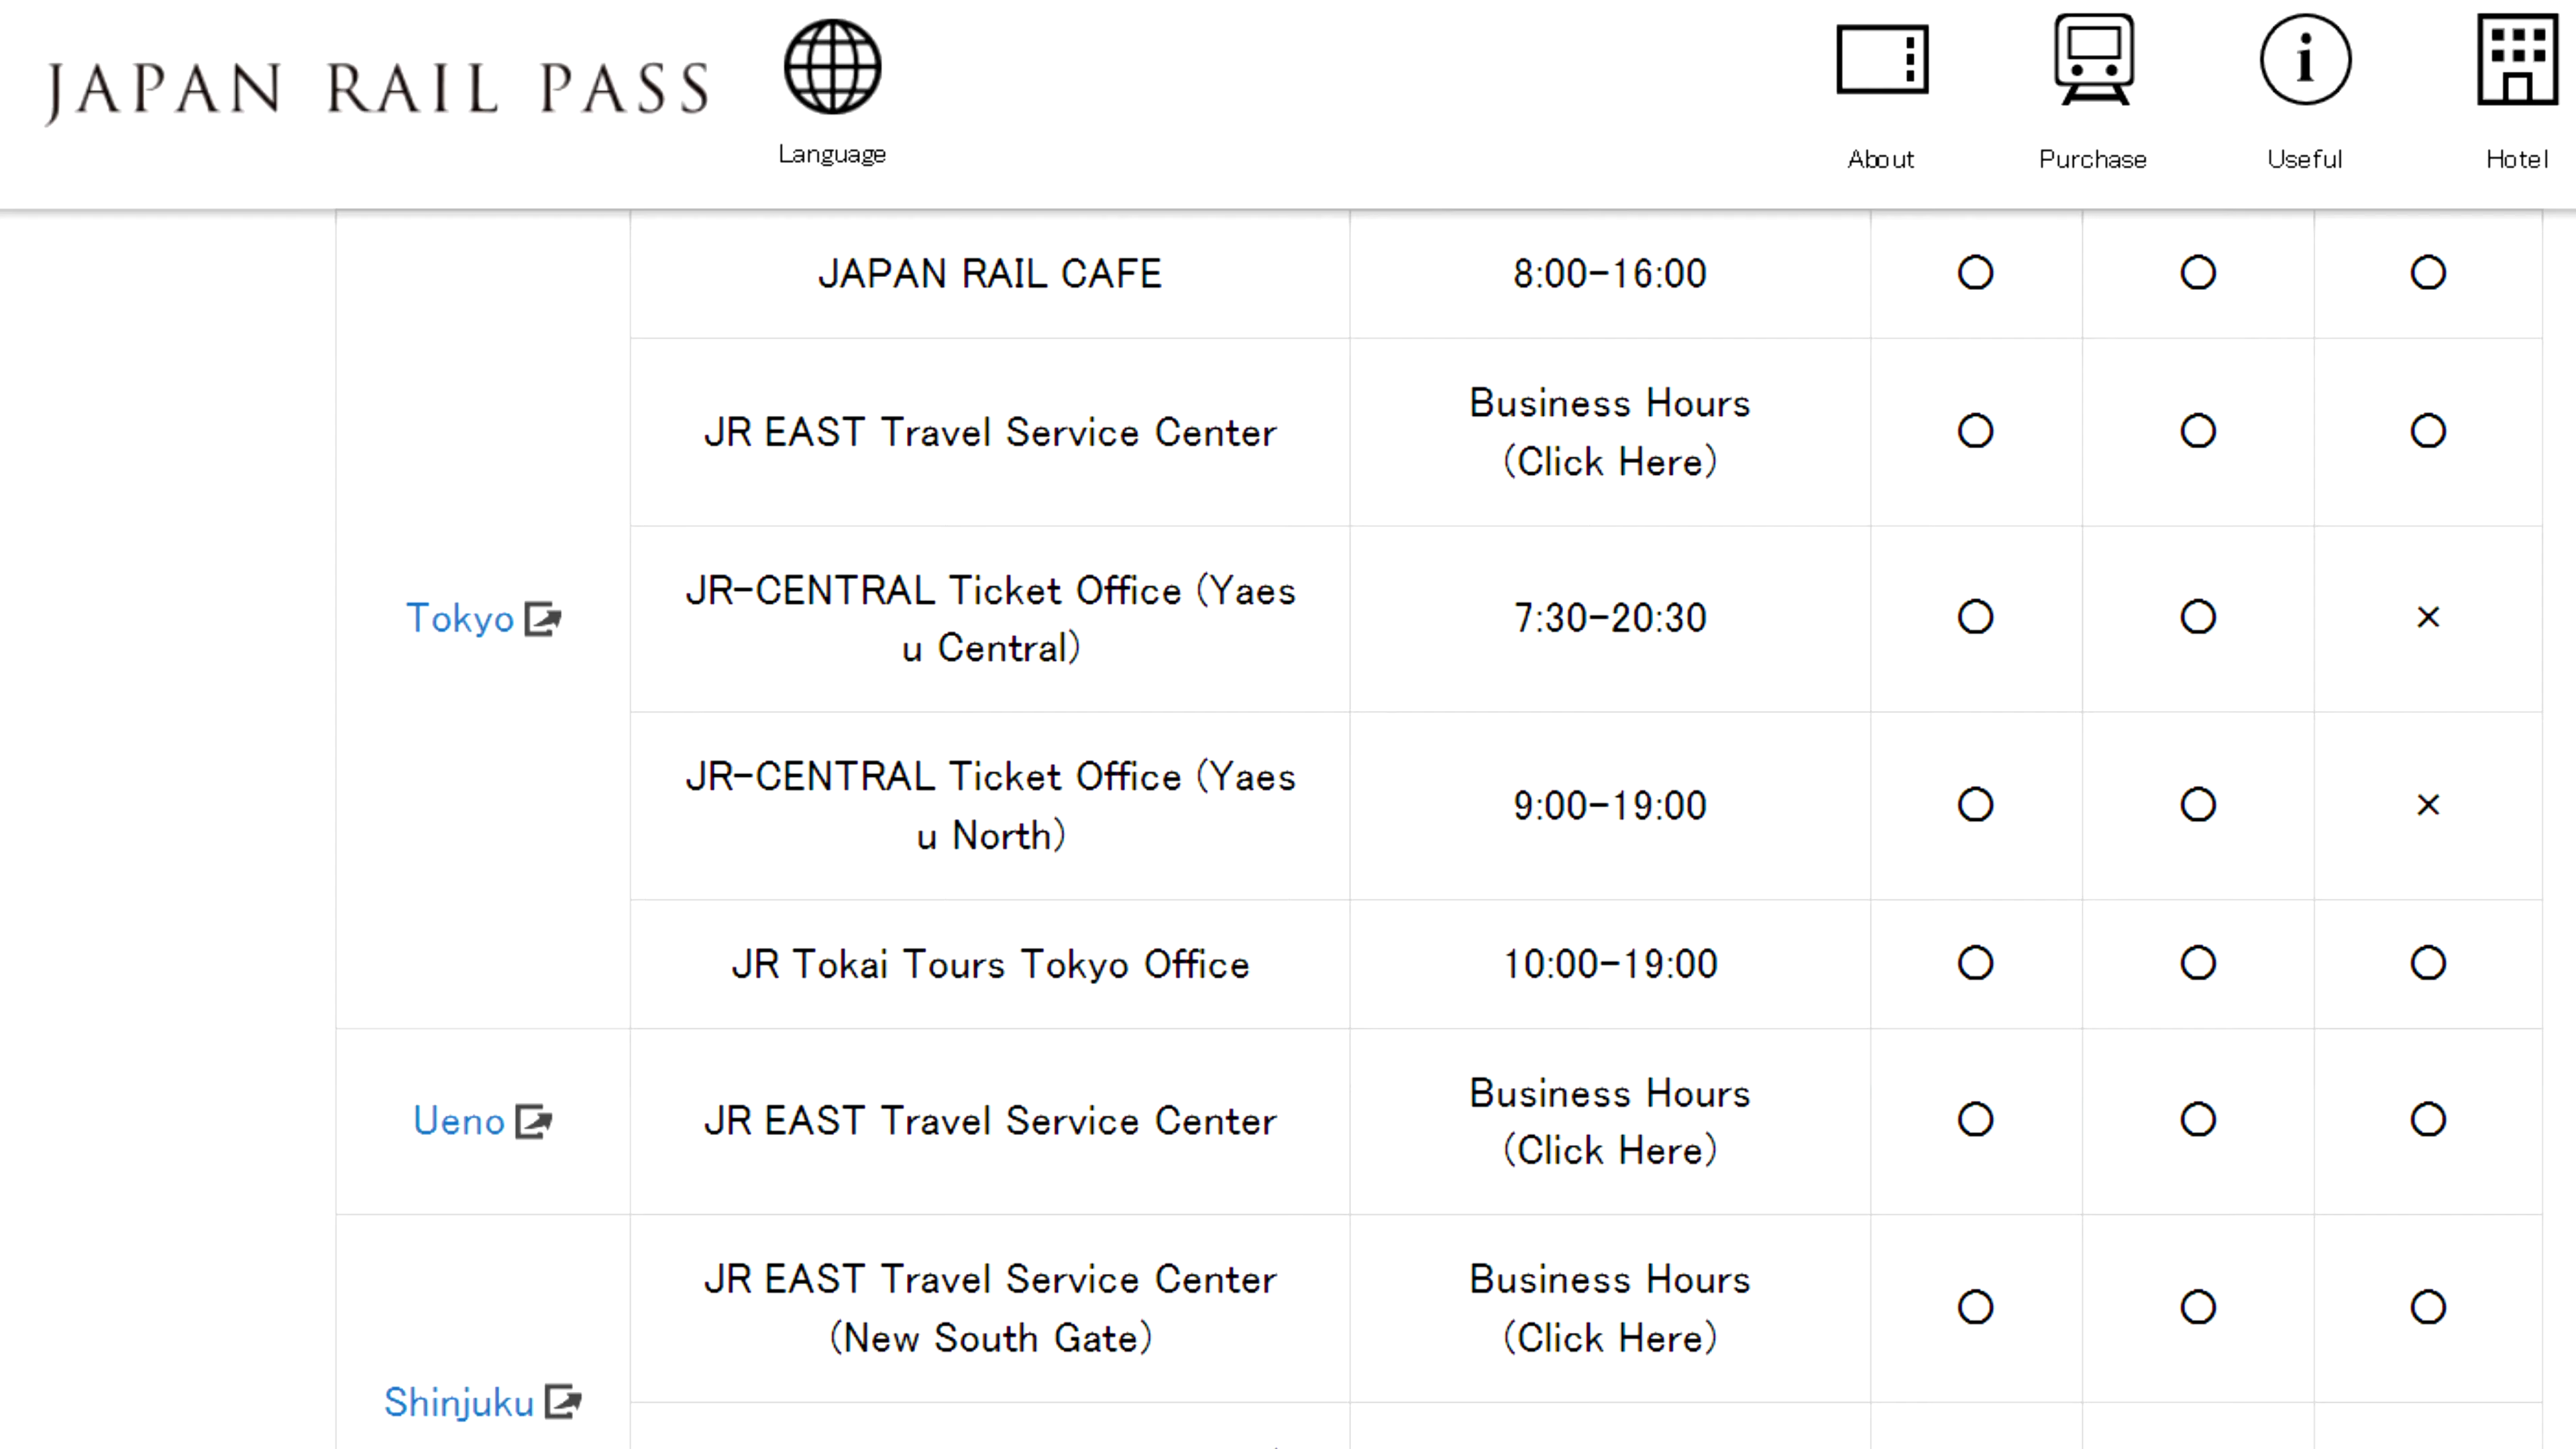 JAPAN RAIL PASS
Language
About
Purchase
Useful
Hotel
JAPAN RAIL CAFE
8:00-16:00
○
○
○
JR EAST Travel Service Center
Business Hours
(Click Here)
○
○
○
Tokyo
JR-CENTRAL Ticket Office (Yaes
u Central)
7:30-20:30
○
○
×
JR-CENTRAL Ticket Office (Yaes
u North)
9:00-19:00
○
○
×
JR Tokai Tours Tokyo Office
10:00-19:00
○
○
○
Ueno
JR EAST Travel Service Center
Business Hours
(Click Here)
○
○
○
Shinjuku
JR EAST Travel Service Center
(New South Gate)
Business Hours
(Click Here)
○
○
○